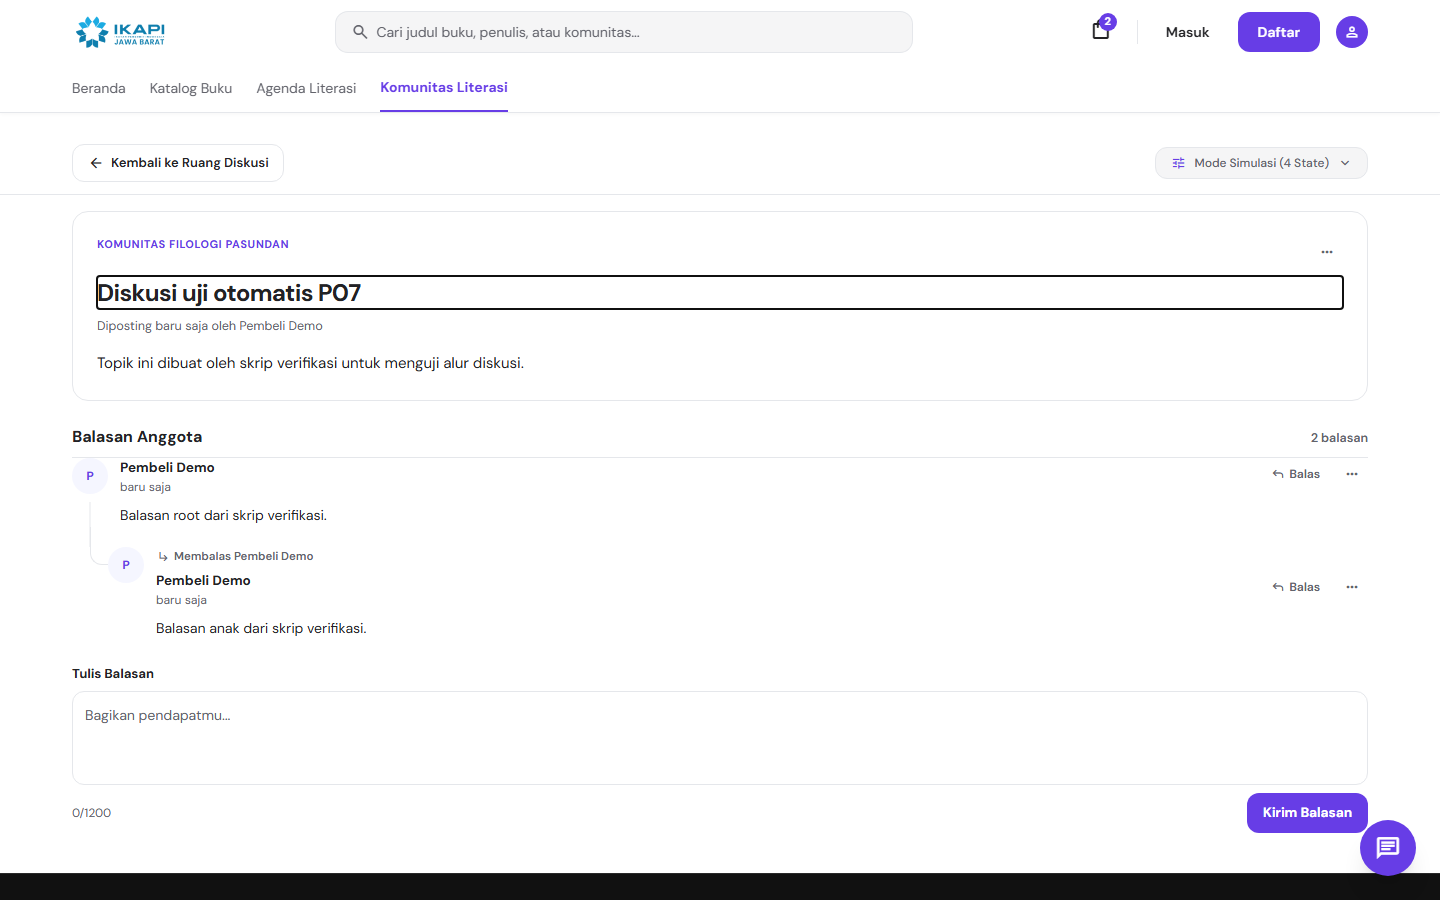 IKAPI
JAWA BARAT
Cari judul buku, penulis, atau komunitas...
2
Masuk
Daftar
Beranda
Katalog Buku
Agenda Literasi
Komunitas Literasi
Kembali ke Ruang Diskusi
Mode Simulasi (4 State)
KOMUNITAS FILOLOGI PASUNDAN
Diskusi uji otomatis P07
Diposting baru saja oleh Pembeli Demo
Topik ini dibuat oleh skrip verifikasi untuk menguji alur diskusi.
Balasan Anggota
2 balasan
P
Pembeli Demo
baru saja
Balas
Balasan root dari skrip verifikasi.
P
Membalas Pembeli Demo
Pembeli Demo
baru saja
Balas
Balasan anak dari skrip verifikasi.
Tulis Balasan
Bagikan pendapatmu...
0/1200
Kirim Balasan